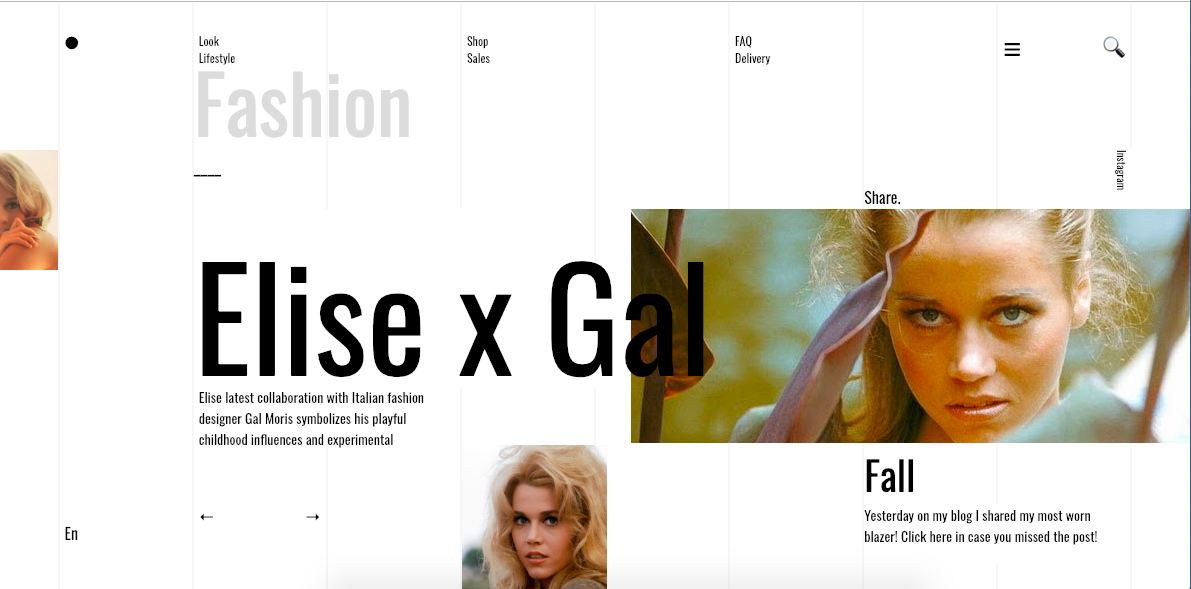 Look
Lifestyle
Shop
Sales
FAQ
Delivery
Fashion
Instagram
Share.
Elise x Gal
Elise latest collaboration with Italian fashion
designer Gal Moris symbolizes his playful
childhood influences and experimental
Fall
Yesterday on my blog I shared my most worn
blazer! Click here in case you missed the post!
En